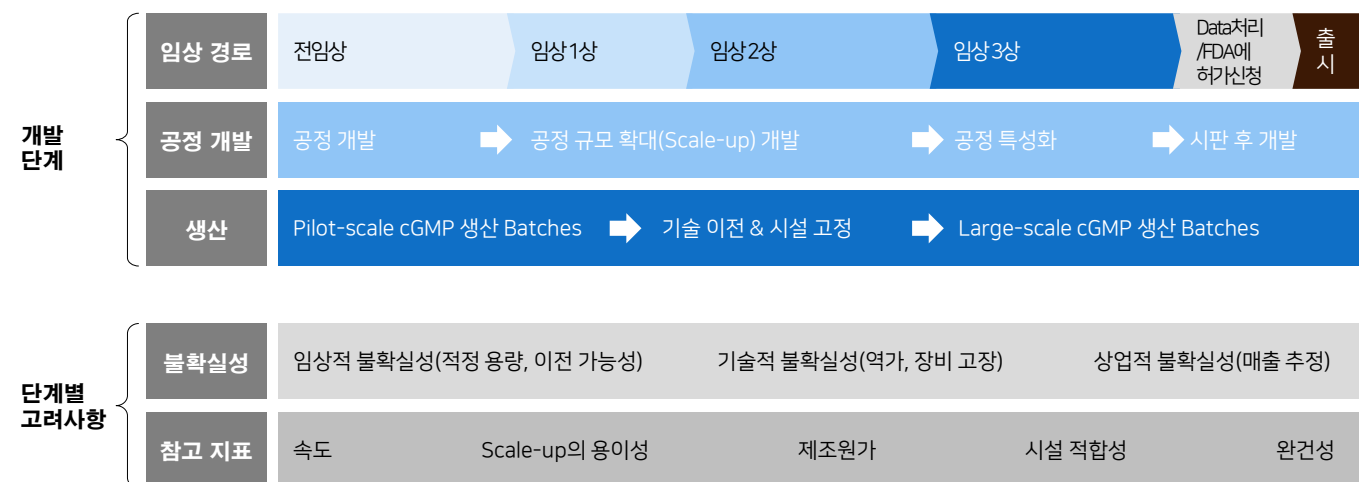 임상 경로
전임상
임상1상
임상2상
임상3상
Data처리
/FDA에
허가신청
출
시
개발
단계
공정 개발
공정 개발
공정 규모 확대(Scale-up) 개발
공정 특성화
시판 후 개발
생산
Pilot-scale cGMP 생산 Batches
기술 이전 & 시설 고정
Large-scale cGMP 생산 Batches
단계별
고려사항
불확실성
임상적 불확실성(적정 용량, 이전 가능성)
기술적 불확실성(역가, 장비 고장)
상업적 불확실성(매출 추정)
참고 지표
속도
Scale-up의 용이성
제조원가
시설 적합성
완건성